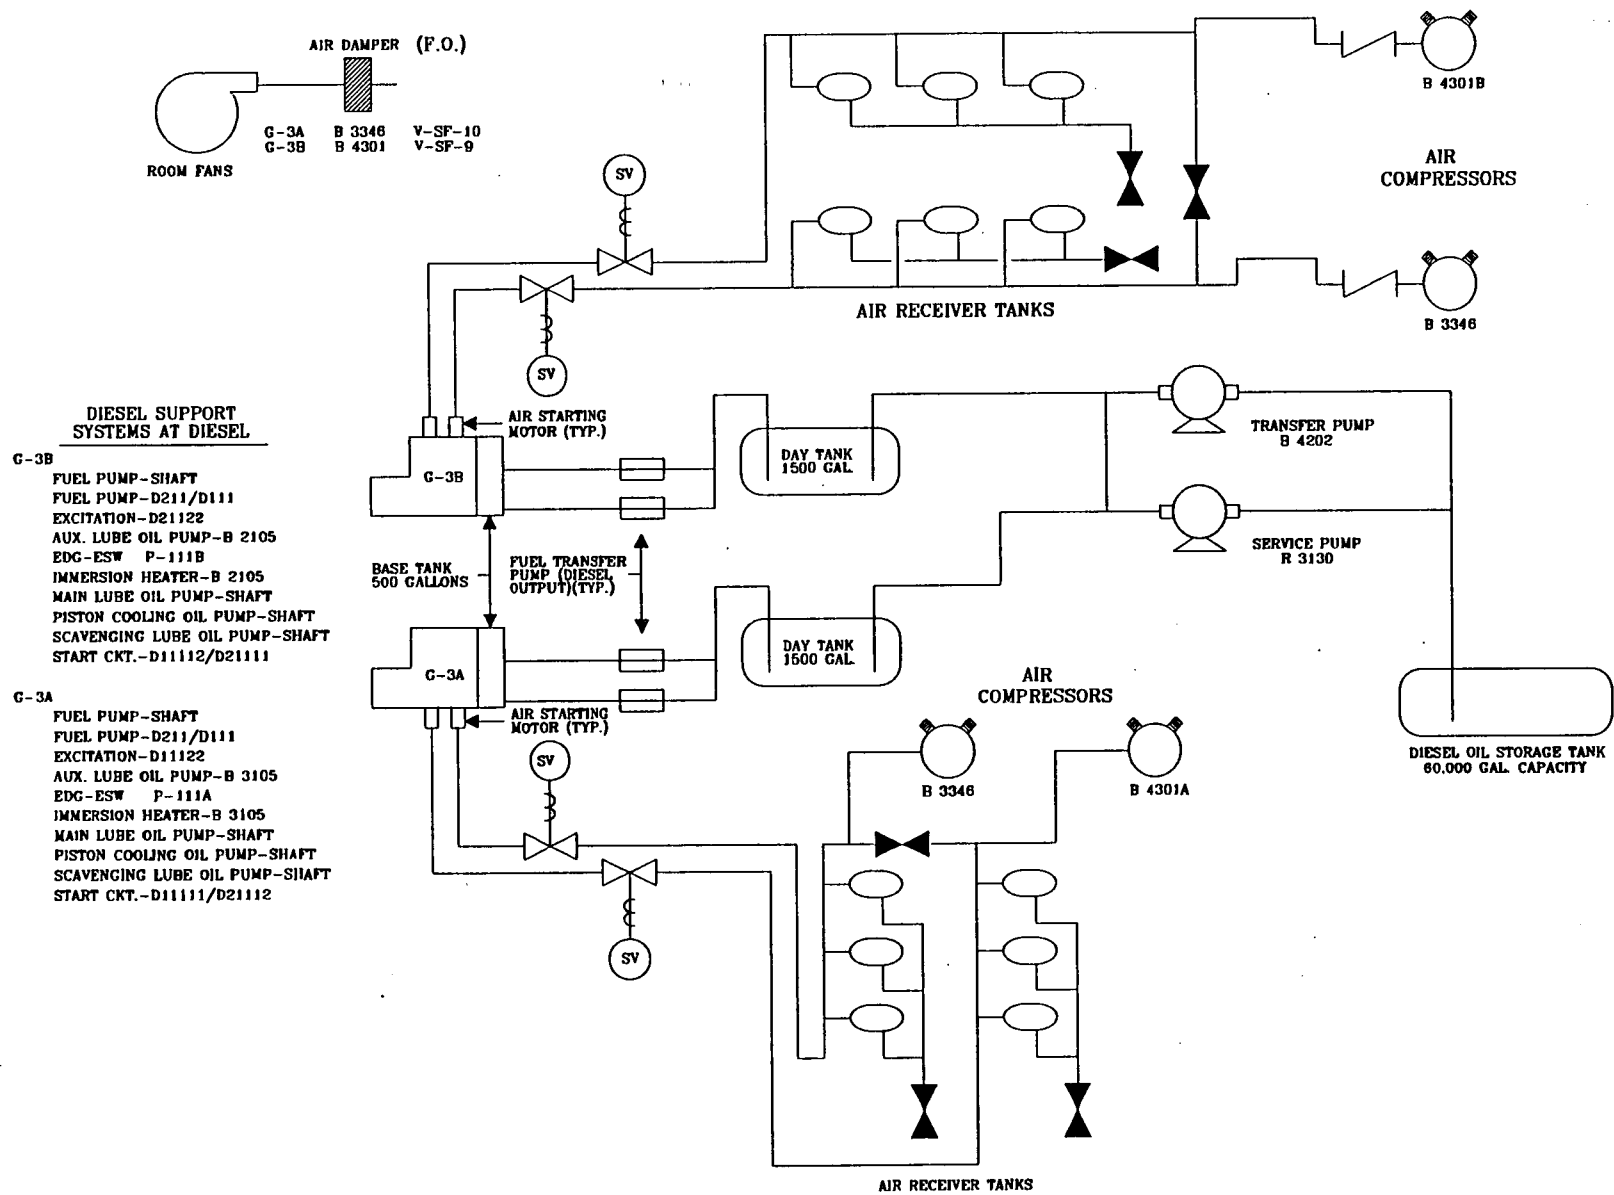 AIR DAMPER (F.O.)
G-3A B 3346 V-SF-10
G-3B B 4301 V-SF-9
ROOM FANS
SV
SV
B 4301B
AIR
COMPRESSORS
B 3346
AIR RECEIVER TANKS
AIR STARTING
MOTOR (TYP.)
G-3B
DAY TANK
1500 GAL.
TRANSFER PUMP
B 4202
SERVICE PUMP
R 3130
BASE TANK
500 GALLONS
FUEL TRANSFER
PUMP (DIESEL
OUTPUT)(TYP.)
DAY TANK
1500 GAL.
G-3A
AIR STARTING
MOTOR (TYP.)
SV
SV
AIR
COMPRESSORS
B 3346
B 4301A
DIESEL OIL STORAGE TANK
60,000 GAL. CAPACITY
AIR RECEIVER TANKS
DIESEL SUPPORT
SYSTEMS AT DIESEL
G-3B
FUEL PUMP-SHAFT
FUEL PUMP-D211/D111
EXCITATION-D21122
AUX. LUBE OIL PUMP-B 2105
EDG-ESW P-111B
IMMERSION HEATER-B 2105
MAIN LUBE OIL PUMP-SHAFT
PISTON COOLING OIL PUMP-SHAFT
SCAVENGING LUBE OIL PUMP-SHAFT
START CKT.-D11112/D21111
G-3A
FUEL PUMP-SHAFT
FUEL PUMP-D211/D111
EXCITATION-D11122
AUX. LUBE OIL PUMP-B 3105
EDG-ESW P-111A
IMMERSION HEATER-B 3105
MAIN LUBE OIL PUMP-SHAFT
PISTON COOLING OIL PUMP-SHAFT
SCAVENGING LUBE OIL PUMP-SHAFT
START CKT.-D11111/D21112